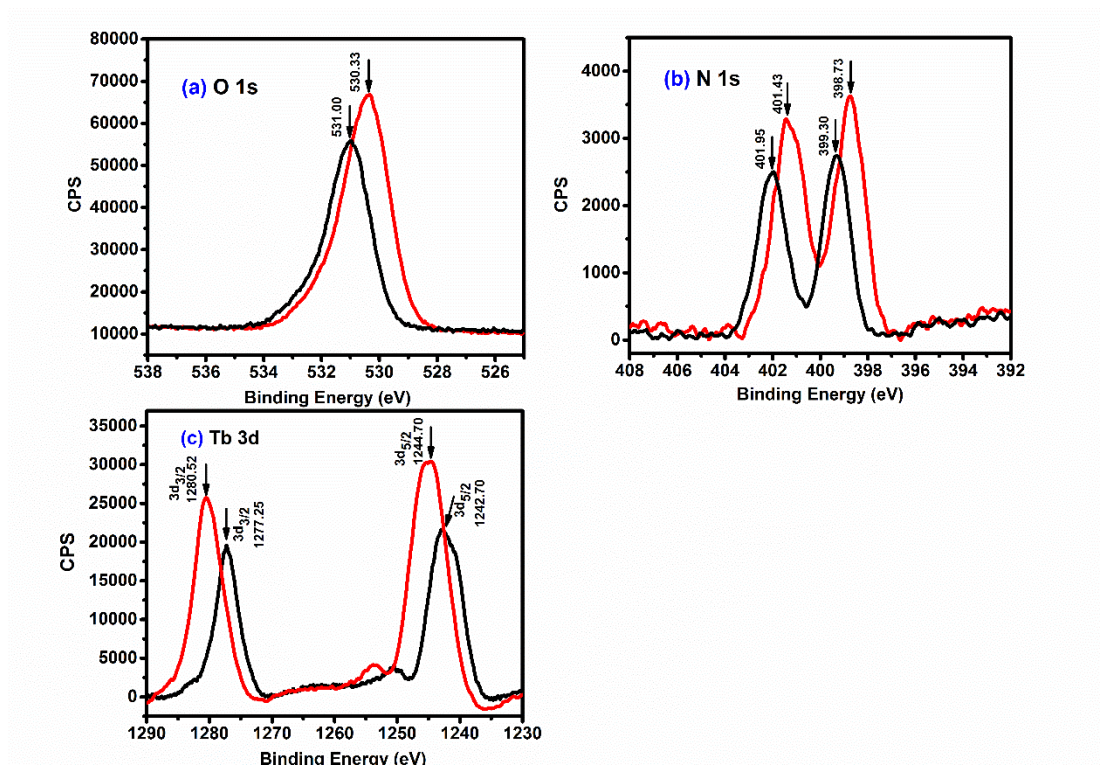 (a) O 1s
530.33
531.00
CPS
80000
70000
60000
50000
40000
30000
20000
10000
538 536 534 532 530 528 526
Binding Energy (eV)
(b) N 1s
401.43
398.73
401.95
399.30
CPS
4000
3000
2000
1000
0
408 406 404 402 400 398 396 394 392
Binding Energy (eV)
(c) Tb 3d
3d3/2
1280.52
3d3/2
1277.25
3d5/2
1244.70
3d5/2
1242.70
CPS
35000
30000
25000
20000
15000
10000
5000
0
1290 1280 1270 1260 1250 1240 1230
Binding Energy (eV)